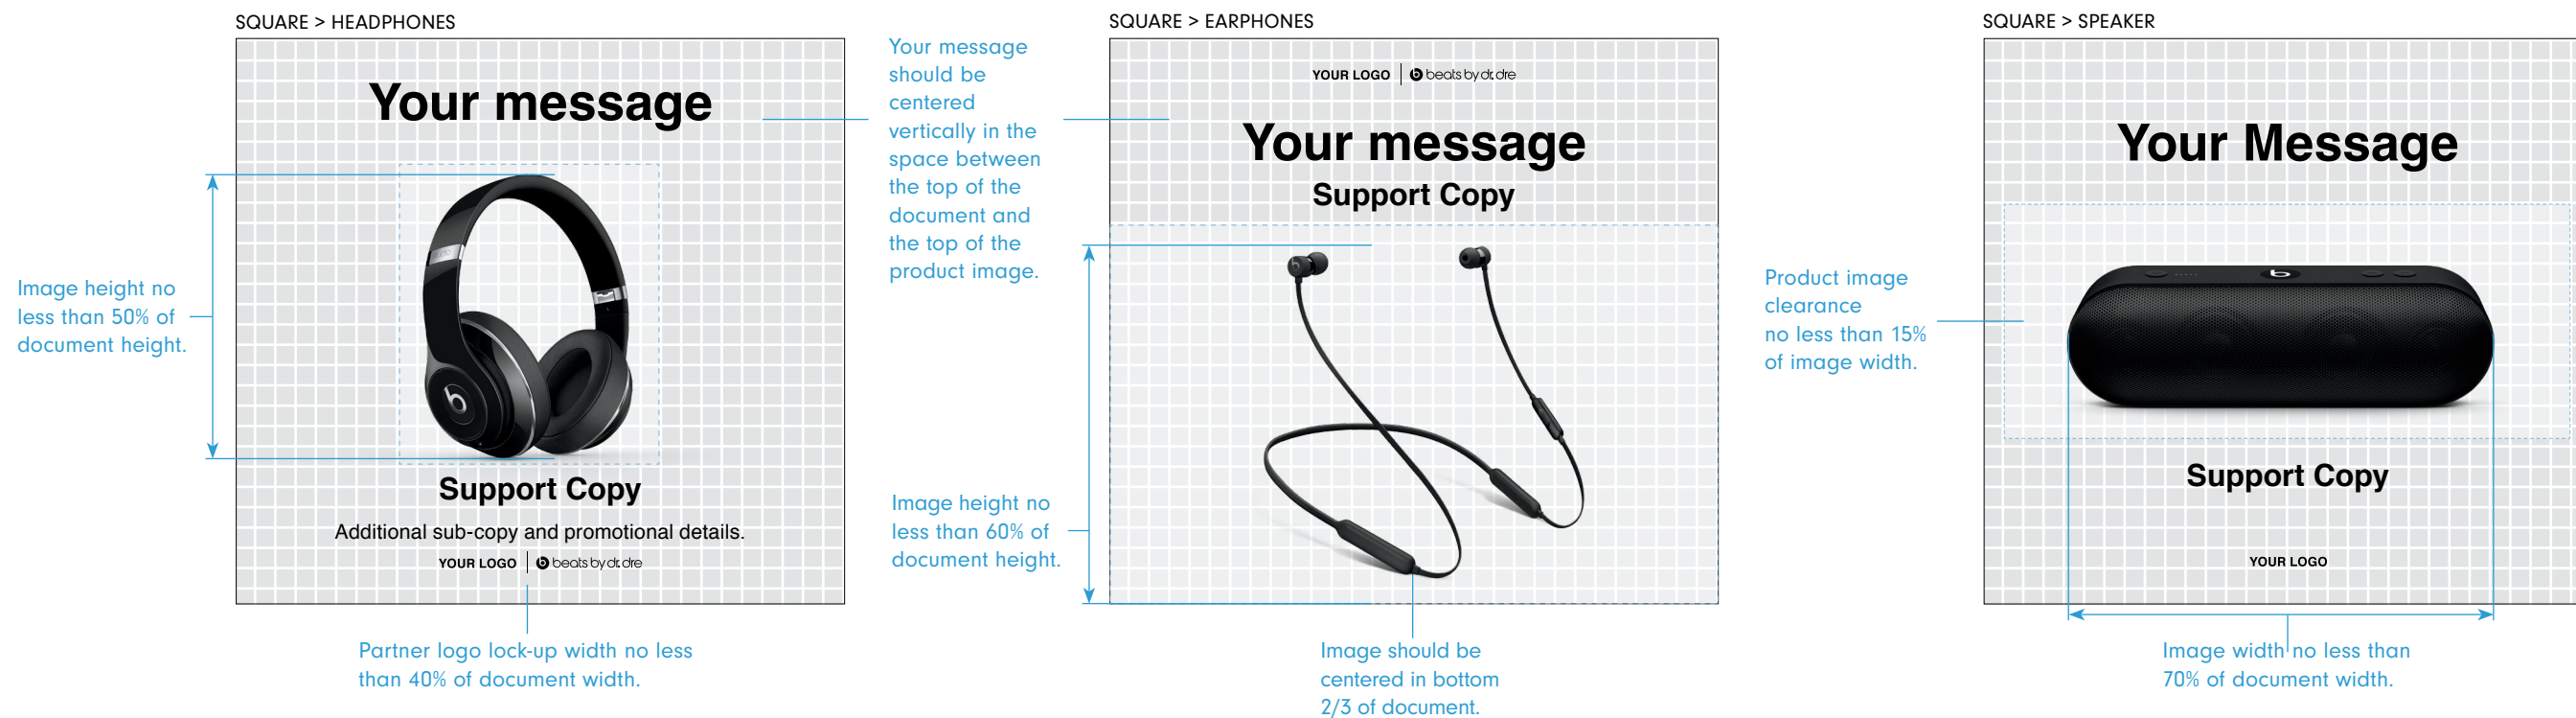 SQUARE > HEADPHONES
Your message
Image height no
less than 50% of
document height.
Support Copy
Additional sub-copy and promotional details.
YOUR LOGO
beats by dr. dre
Partner logo lock-up width no less
than 40% of document width.
Your message
should be
centered
vertically in the
space between
the top of the
document and
the top of the
product image.
SQUARE > EARPHONES
YOUR LOGO
beats by dr. dre
Your message
Support Copy
Image height no
less than 60% of
document height.
Image should be
centered in bottom
2/3 of document.
SQUARE > SPEAKER
Your Message
Product image
clearance
no less than 15%
of image width.
Support Copy
YOUR LOGO
Image width no less than
70% of document width.